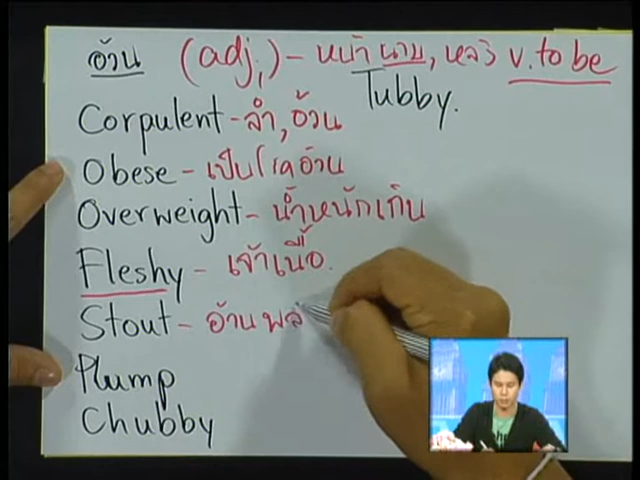 อ้วน (adj.) - หน้านาม, หลัง v. to be
Tubby.
Corpulent - ล่ำ, อ้วน
Obese - เป็นโรคอ้วน
Overweight - น้ำหนักเกิน
Fleshy - เจ้าเนื้อ.
Stout - อ้วน
Plump
Chubby